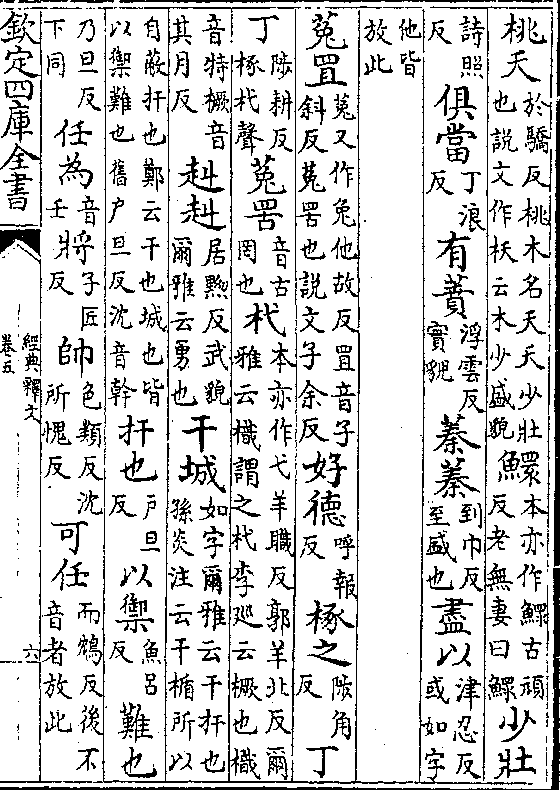 桃夭於驕反桃木名夭夭少壯也說文作枖云木少盛貌鰥本亦作鱞古頑反老無妻曰鰥少壯
詩照反俱當丁浪反有蕡浮雲反實貌蓁蓁到巾反至盛也盡以津忍反或如字
他皆放此
菟罝菟又作兔他故反罝音子斜反菟罟也說文子余反好德呼報反椓之陟角反丁
丁陟耕反椓杙聲菟罟音古罔也杙本亦作弋羊職反郭羊北反爾雅云樴謂之杙李廵云橛也樴
音特橛音其月反赳赳居黝反武貌爾雅云勇也干城如字爾雅云干扞也孫炎注云干楯所以
自蔽扞也鄭云干也城也皆以禦難也舊戶旦反沈音幹扞也戶旦反以禦魚呂反難也
乃旦反下同任為音壬將子匠反帥色類反沈所愧反可任而鴆反後不音者放此
欽定四庫全書
經典釋文
卷五
六